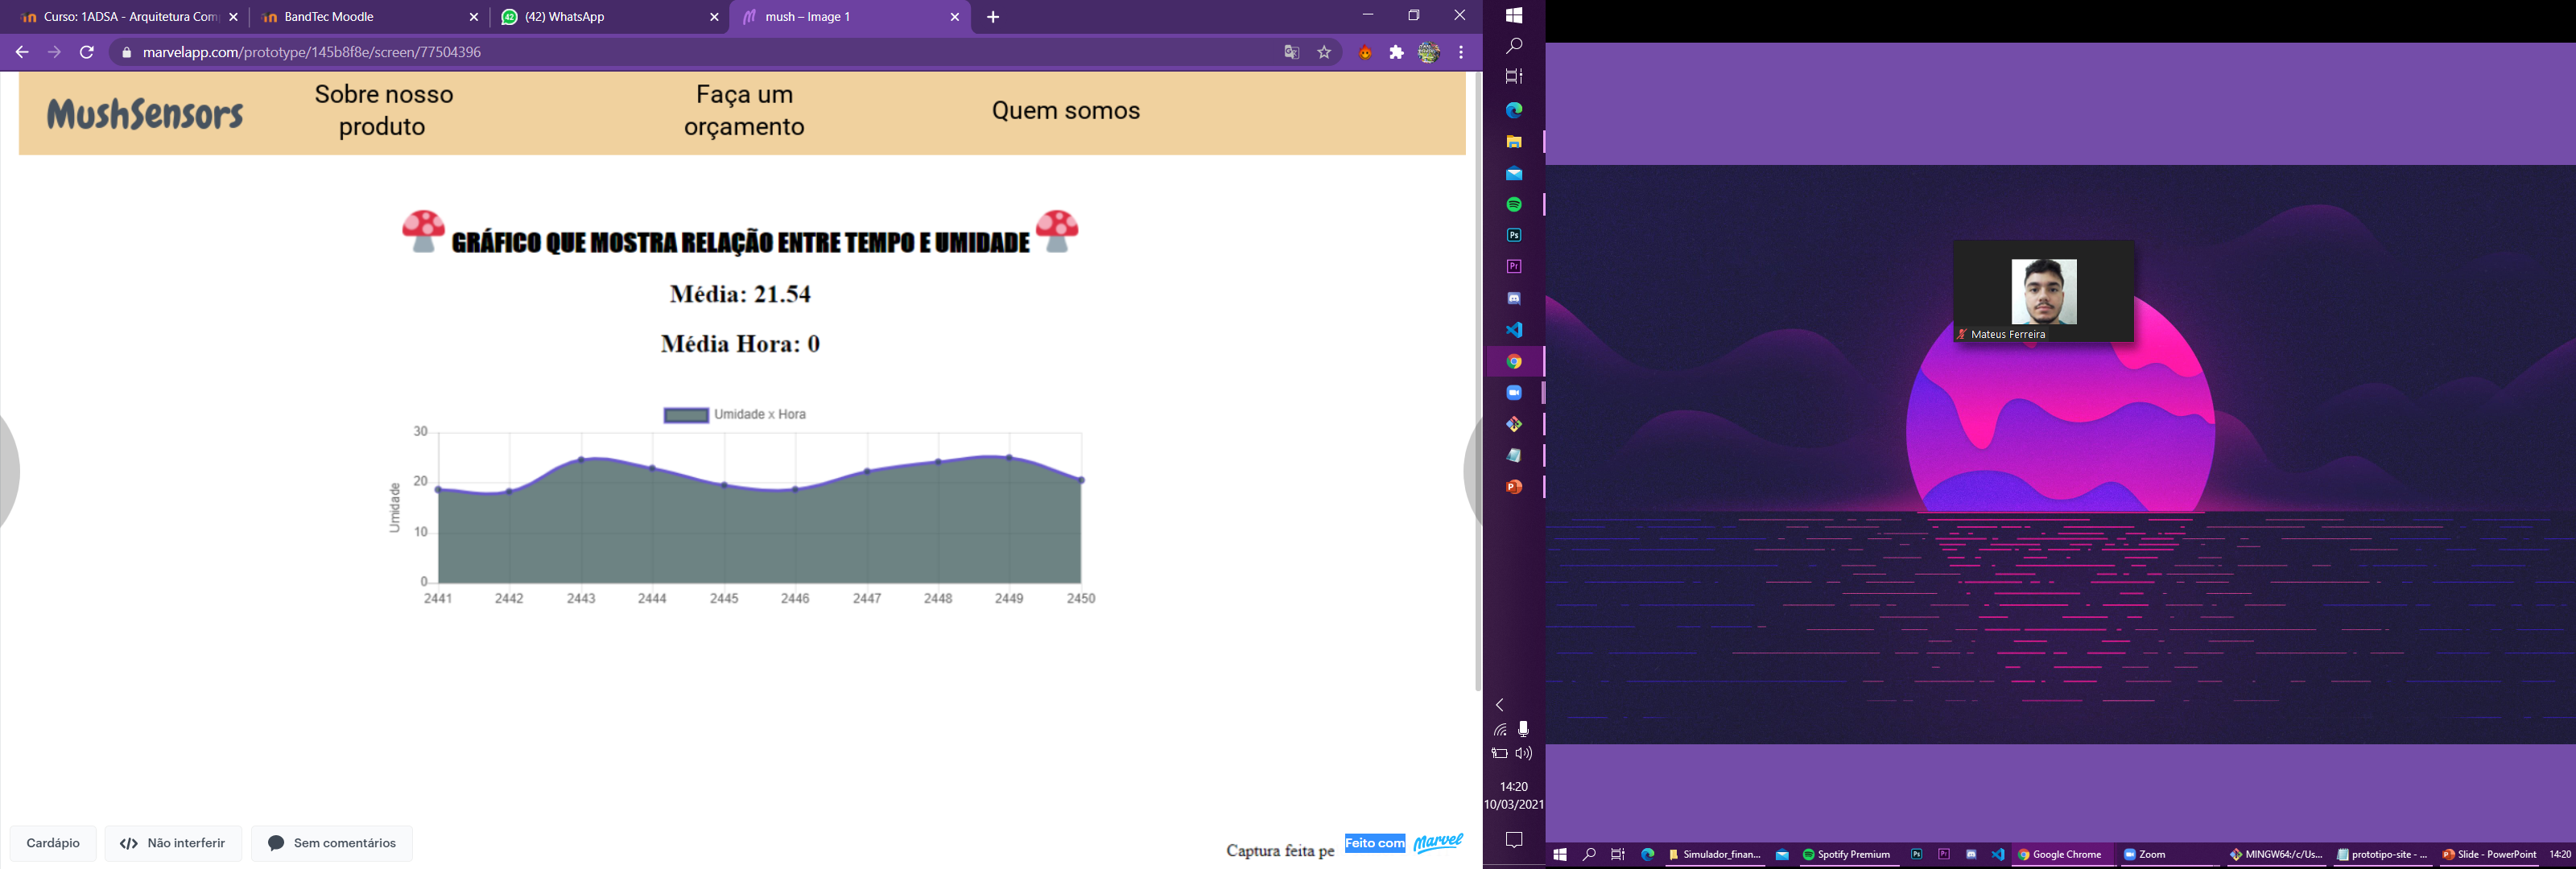 Curso: 1ADSA - Arquitetura Com
BandTec Moodle
(42) WhatsApp
mush – Image 1
marvelapp.com/prototype/145b8f8e/screen/77504396
MushSensors
Sobre nosso
produto
Faça um
orçamento
Quem somos
GRÁFICO QUE MOSTRA RELAÇÃO ENTRE TEMPO E UMIDADE
Média: 21.54
Média Hora: 0
Umidade x Hora
Umidade
30
20
10
0
2441 2442 2443 2444 2445 2446 2447 2448 2449 2450
Cardápio
Não interferir
Sem comentários
Captura feita pe
Feito com
Marvel
Ps
Pr
14:20
10/03/2021
Mateus Ferreira
Simulador_finan...
Spotify Premium
Ps
Pr
Google Chrome
Zoom
MINGW64:/c/Us...
prototipo-site - ...
Slide - PowerPoint
14:20